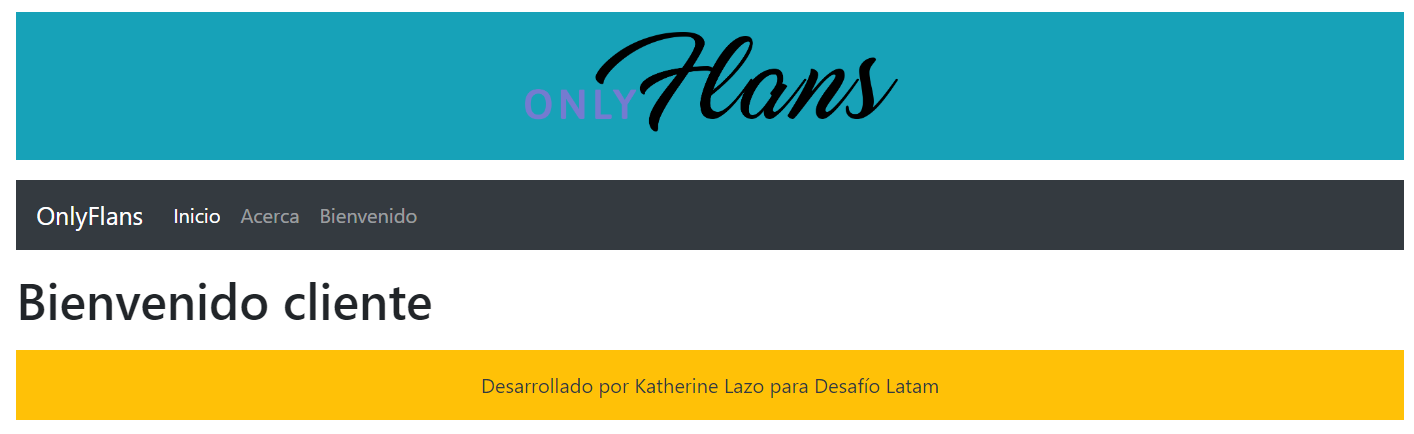 ONLY Flans
OnlyFlans Inicio Acerca Bienvenido
Bienvenido cliente
Desarrollado por Katherine Lazo para Desafío Latam